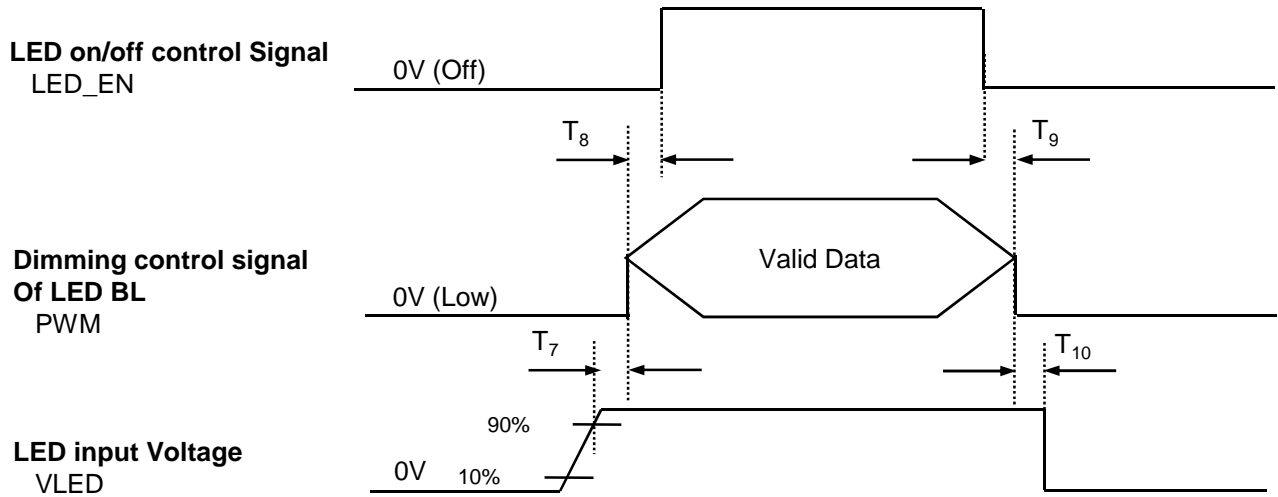 LED on/off control Signal
LED_EN
0V (Off)
T8
T9
Dimming control signal
Of LED BL
PWM
0V (Low)
Valid Data
T7
T10
LED input Voltage
VLED
0V
90%
10%